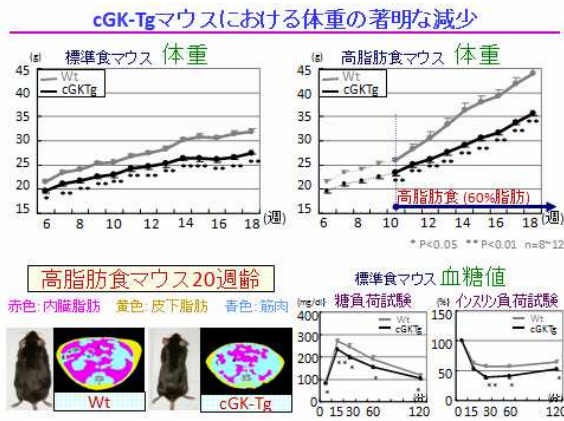 cGK-Tgマウスにおける体重の著明な減少
(g) 標準食マウス 体重
45
40
35
30
25
20
15
Wt
cGKTg
6 8 10 12 14 16 18 (週)
(g) 高脂肪食マウス 体重
45
40
35
30
25
20
15
Wt
cGKTg
高脂肪食 (60%脂肪)
6 8 10 12 14 16 18 (週)
* P<0.05 **P<0.01 n=8~12
高脂肪食マウス20週齢
赤色:内臓脂肪 黄色:皮下脂肪 青色:筋肉
Wt
cGK-Tg
標準食マウス 血糖値
(mg/dl) 糖負荷試験
400
300
200
100
0
Wt
cGKTg
0 15 30 60 120
(%) インスリン負荷試験
150
100
50
0
Wt
cGKTg
0 15 30 60 120